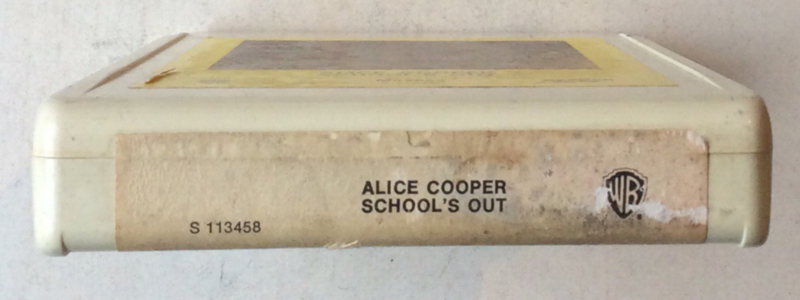 ALICE COOPER
SCHOOL'S OUT
S 113458
WB